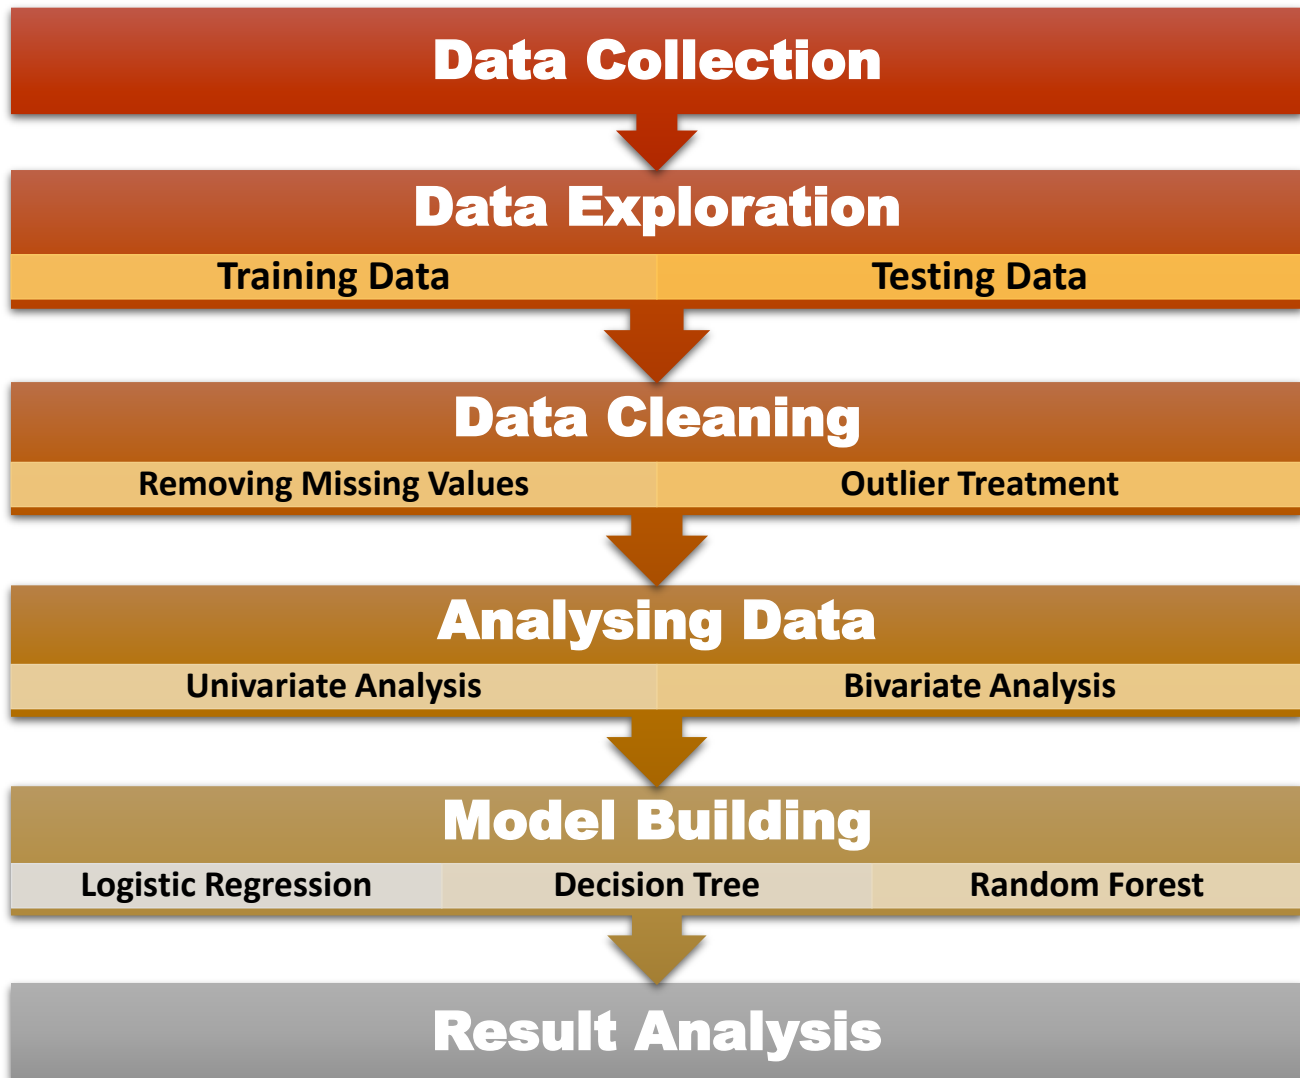 Data Collection
Data Exploration
Training Data
Testing Data
Data Cleaning
Removing Missing Values
Outlier Treatment
Analysing Data
Univariate Analysis
Bivariate Analysis
Model Building
Logistic Regression
Decision Tree
Random Forest
Result Analysis